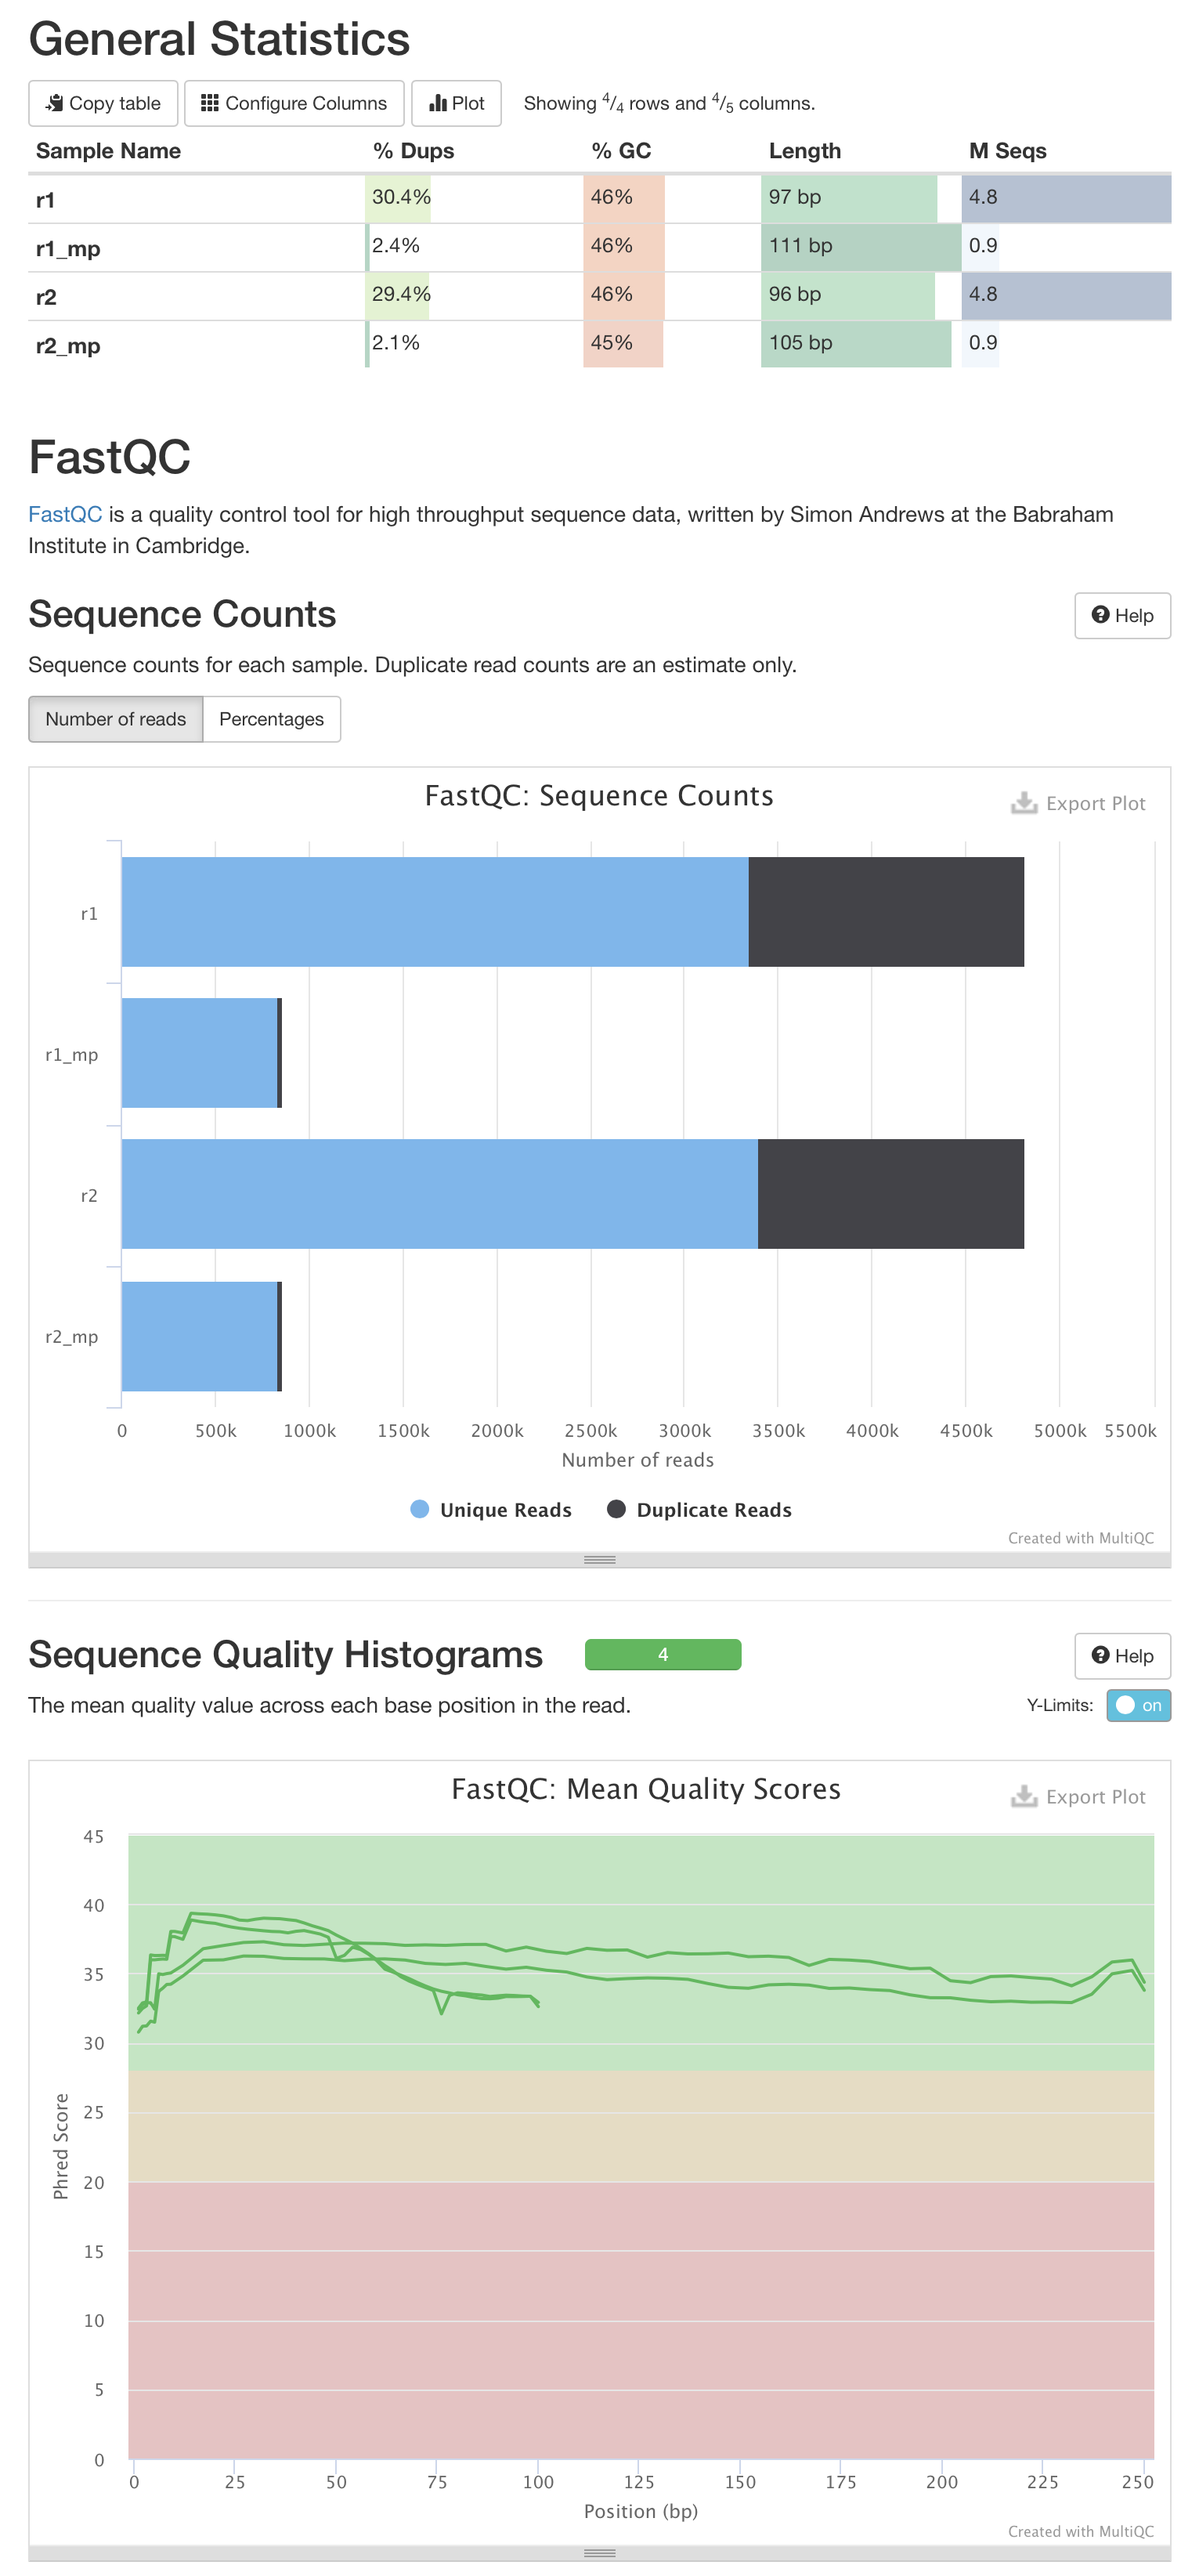 General Statistics
Copy table Configure Columns Plot Showing 4/4 rows and 4/5 columns.
Sample Name % Dups % GC Length M Seqs
r1 30.4% 46% 97 bp 4.8
r1_mp 2.4% 46% 111 bp 0.9
r2 29.4% 46% 96 bp 4.8
r2_mp 2.1% 45% 105 bp 0.9
FastQC
FastQC is a quality control tool for high throughput sequence data, written by Simon Andrews at the Babraham
Institute in Cambridge.
Sequence Counts Help
Sequence counts for each sample. Duplicate read counts are an estimate only.
Number of reads Percentages
FastQC: Sequence Counts
Export Plot
r1
r1_mp
r2
r2_mp
0 500k 1000k 1500k 2000k 2500k 3000k 3500k 4000k 4500k 5000k 5500k
Number of reads
Unique Reads Duplicate Reads
Created with MultiQC
Sequence Quality Histograms 4 Help
The mean quality value across each base position in the read. Y-Limits: on
FastQC: Mean Quality Scores
Export Plot
Phred Score
45
40
35
30
25
20
15
10
5
0
0 25 50 75 100 125 150 175 200 225 250
Position (bp)
Created with MultiQC